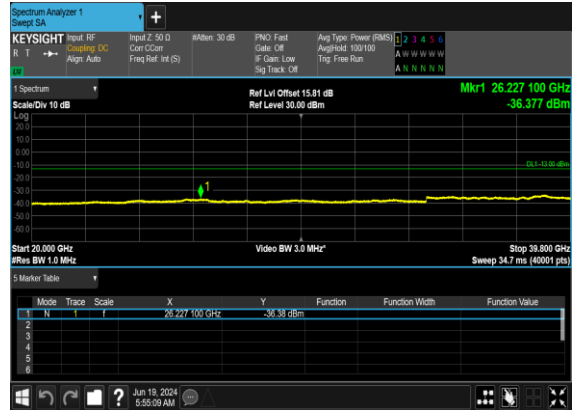 Spectrum Analyzer 1
Swept SA
+
KEYSIGHT Input: RF Input Z: 50 Ω #Atten: 30 dB PNO: Fast Avg Type: Power (RMS) 1 2 3 4 5 6
R T Coupling: DC Corr CCorr Gate: Off Avg|Hold: 100/100 A W W W W W
Align: Auto Freq Ref: Int (S) IF Gain: Low Trig: Free Run
Sig Track: Off A N N N N N
1 Spectrum Ref Lvl Offset 15.81 dB Mkr1 26.227 100 GHz
Scale/Div 10 dB Ref Level 30.00 dBm -36.377 dBm
Log
20.0
10.0
0.00
-10.0 DL1 -13.00 dBm
-20.0
-30.0 1
-40.0
-50.0
-60.0
Start 20.000 GHz Video BW 3.0 MHz* Stop 39.800 GHz
#Res BW 1.0 MHz Sweep 34.7 ms (40001 pts)
5 Marker Table
Mode Trace Scale X Y Function Function Width Function Value
1 N 1 f 26.227 100 GHz -36.38 dBm
2
3
4
5
6
? Jun 19, 2024
5:55:09 AM